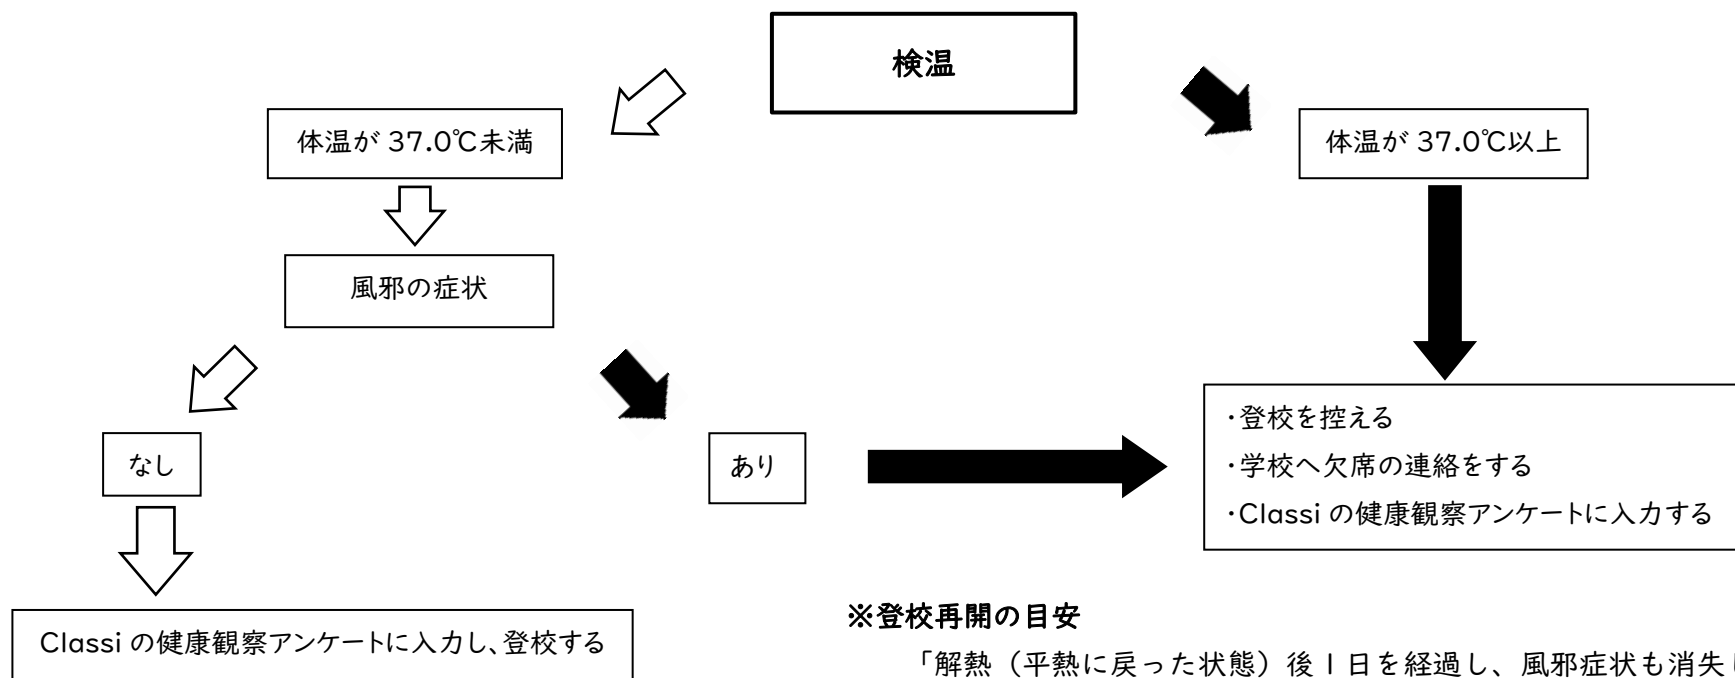 検温
体温が 37.0℃未満
体温が 37.0℃以上
風邪の症状
なし
あり
・登校を控える
・学校へ欠席の連絡をする
・Classi の健康観察アンケートに入力する
Classi の健康観察アンケートに入力し、登校する
※登校再開の目安
「解熱（平熱に戻った状態）後1日を経過し、風邪症状も消失